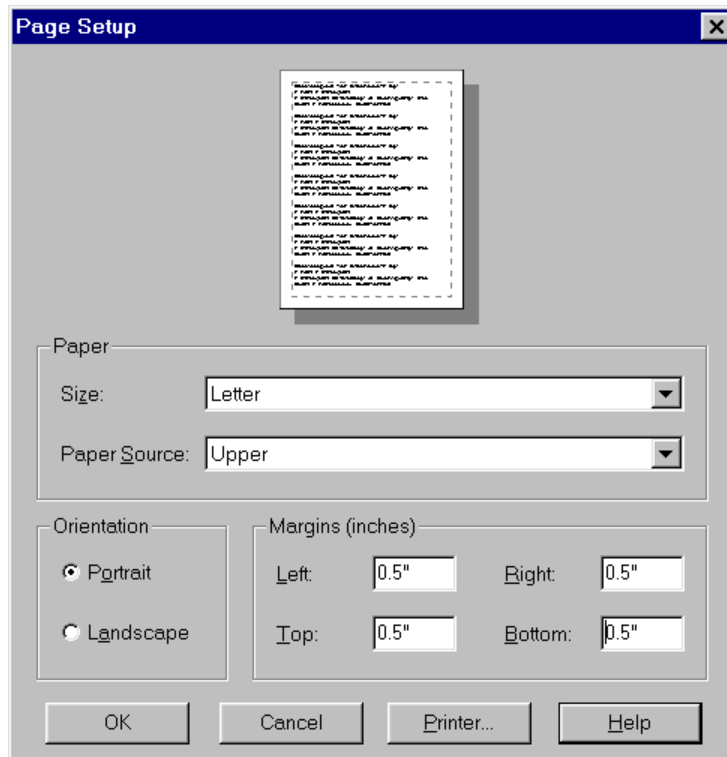 Page Setup
Paper
Size: Letter
Paper Source: Upper
Orientation
Portrait
Landscape
Margins (inches)
Left: 0.5" Right: 0.5"
Top: 0.5" Bottom: 0.5"
OK Cancel Printer... Help